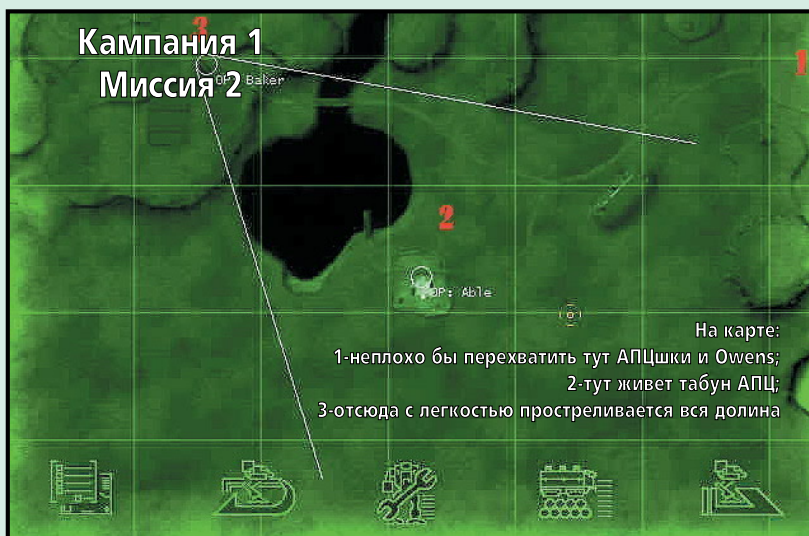 3
Кампания 1
OP: Baker
Миссия 2
1
2
OP: Able
На карте:
1-неплохо бы перехватить тут АПЦшки и Owens;
2-тут живет табун АПЦ;
3-отсюда с легкостью простреливается вся долина